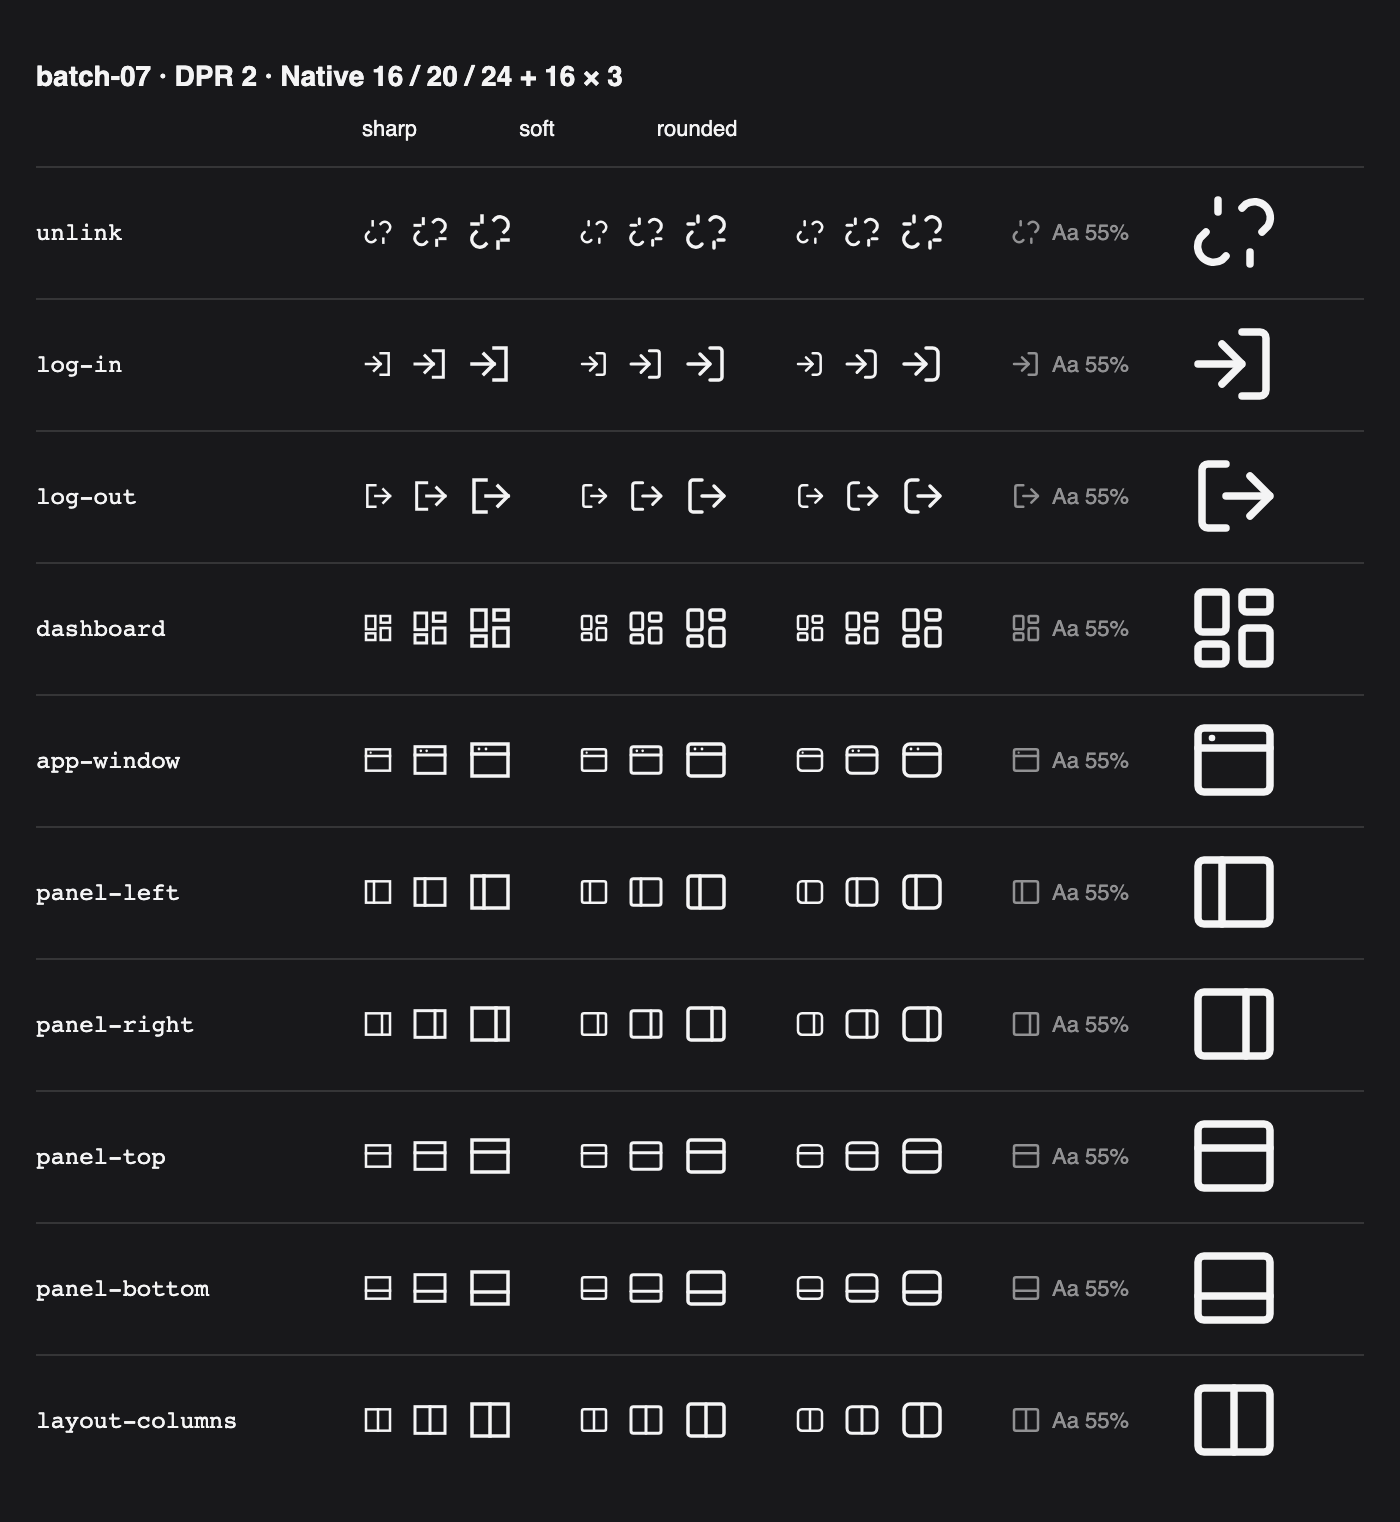 batch-07 · DPR 2 · Native 16 / 20 / 24 + 16 × 3
sharp soft rounded
unlink Aa 55%
log-in Aa 55%
log-out Aa 55%
dashboard Aa 55%
app-window Aa 55%
panel-left Aa 55%
panel-right Aa 55%
panel-top Aa 55%
panel-bottom Aa 55%
layout-columns Aa 55%